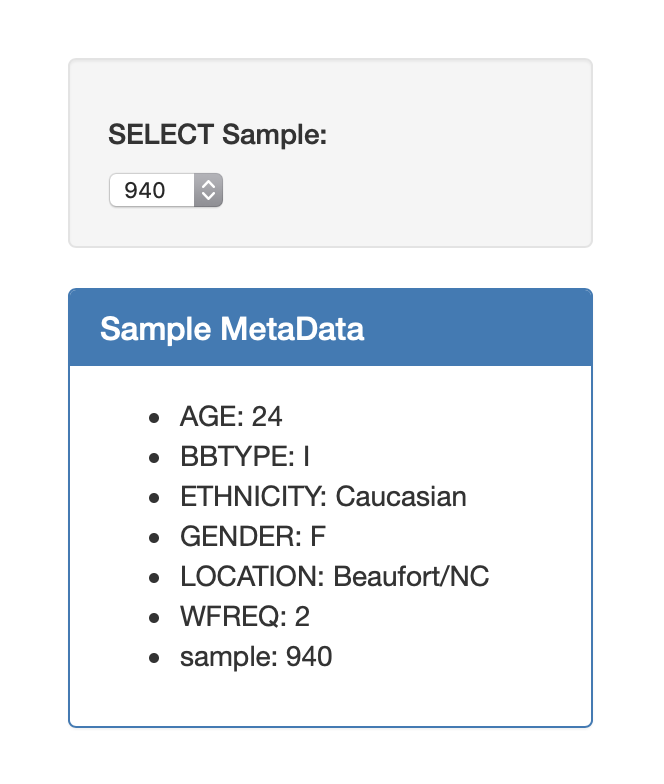 SELECT Sample:
940
Sample MetaData
• AGE: 24
• BBTYPE: I
• ETHNICITY: Caucasian
• GENDER: F
• LOCATION: Beaufort/NC
• WFREQ: 2
• sample: 940